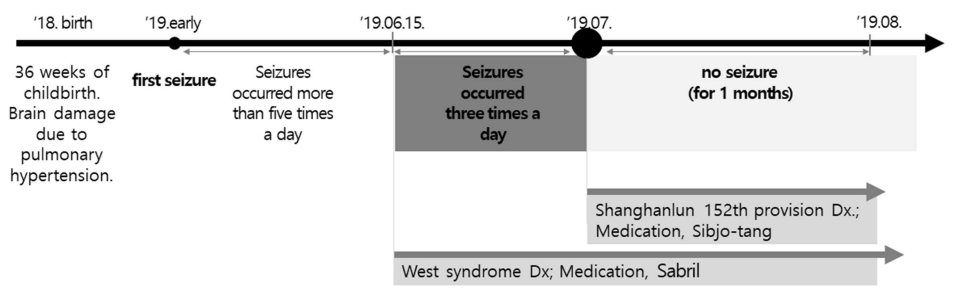 '18. birth
'19.early
'19.06.15.
'19.07.
'19.08.
36 weeks of
childbirth.
Brain damage
due to
pulmonary
hypertension.
first seizure
Seizures
occurred more
than five times
a day
Seizures
occurred
three times a
day
no seizure
(for 1 months)
Shanghanlun 152th provision Dx.;
Medication, Sibjo-tang
West syndrome Dx; Medication, Sabril